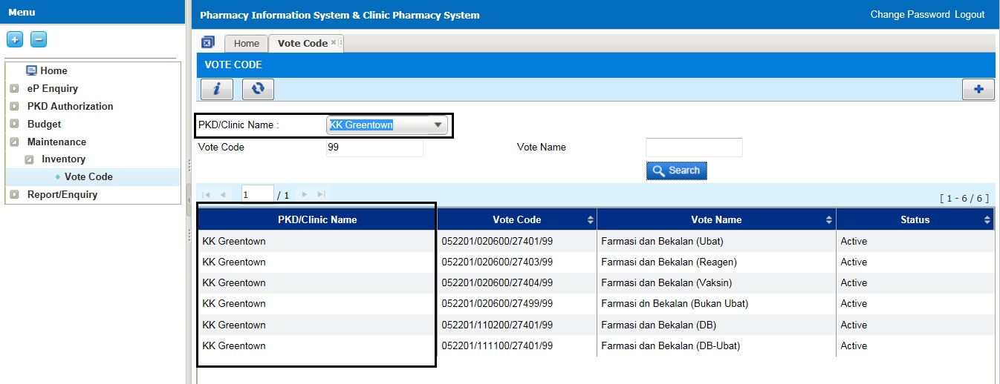 Menu
Pharmacy Information System & Clinic Pharmacy System
Change Password Logout
Home
Vote Code
Home
eP Enquiry
PKD Authorization
Budget
Maintenance
Inventory
Vote Code
Report/Enquiry
VOTE CODE
PKD/Clinic Name :
KK Greentown
Vote Code
99
Vote Name
Search
1 / 1
[ 1 - 6 / 6 ]
PKD/Clinic Name Vote Code Vote Name Status
KK Greentown 052201/020600/27401/99 Farmasi dan Bekalan (Ubat) Active
KK Greentown 052201/020600/27403/99 Farmasi dan Bekalan (Reagen) Active
KK Greentown 052201/020600/27404/99 Farmasi dan Bekalan (Vaksin) Active
KK Greentown 052201/020600/27499/99 Farmasi dn Bekalan (Bukan Ubat) Active
KK Greentown 052201/110200/27401/99 Farmasi dan Bekalan (DB) Active
KK Greentown 052201/111100/27401/99 Farmasi dan Bekalan (DB-Ubat) Active